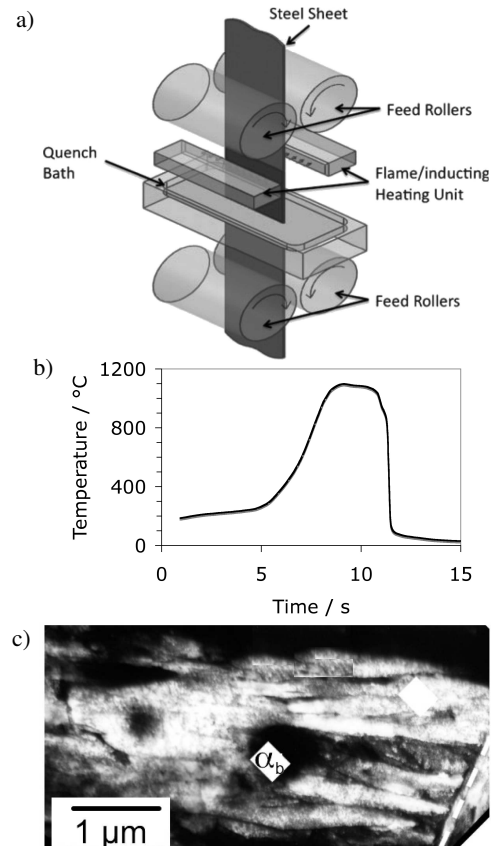 a)
Steel Sheet
Feed Rollers
Quench
Bath
Flame/inducting
Heating Unit
Feed Rollers
b)
1200
800
400
0
Temperature / °C
0
5
10
15
Time / s
c)
αb
1 µm